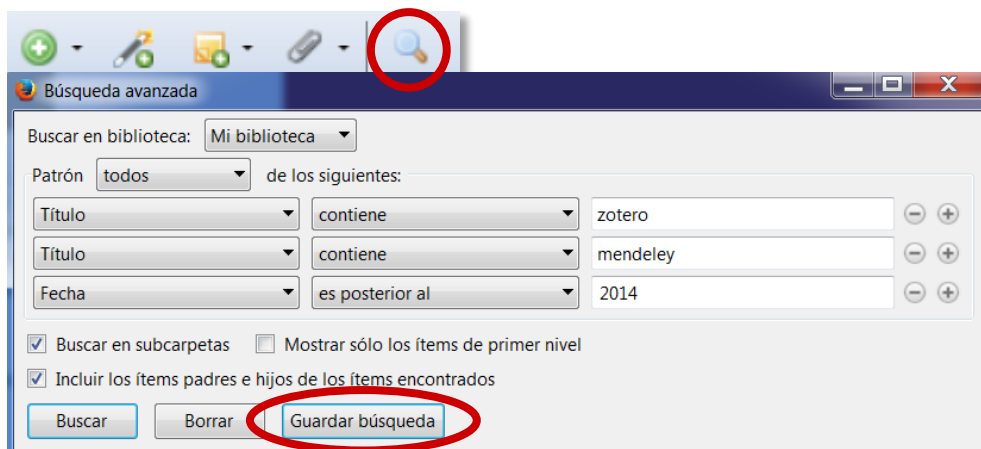 Búsqueda avanzada
Buscar en biblioteca: Mi biblioteca
Patrón todos de los siguientes:
Título contiene zotero
Título contiene mendeley
Fecha es posterior al 2014
Buscar en subcarpetas Mostrar sólo los ítems de primer nivel
Incluir los ítems padres e hijos de los ítems encontrados
Buscar Borrar Guardar búsqueda